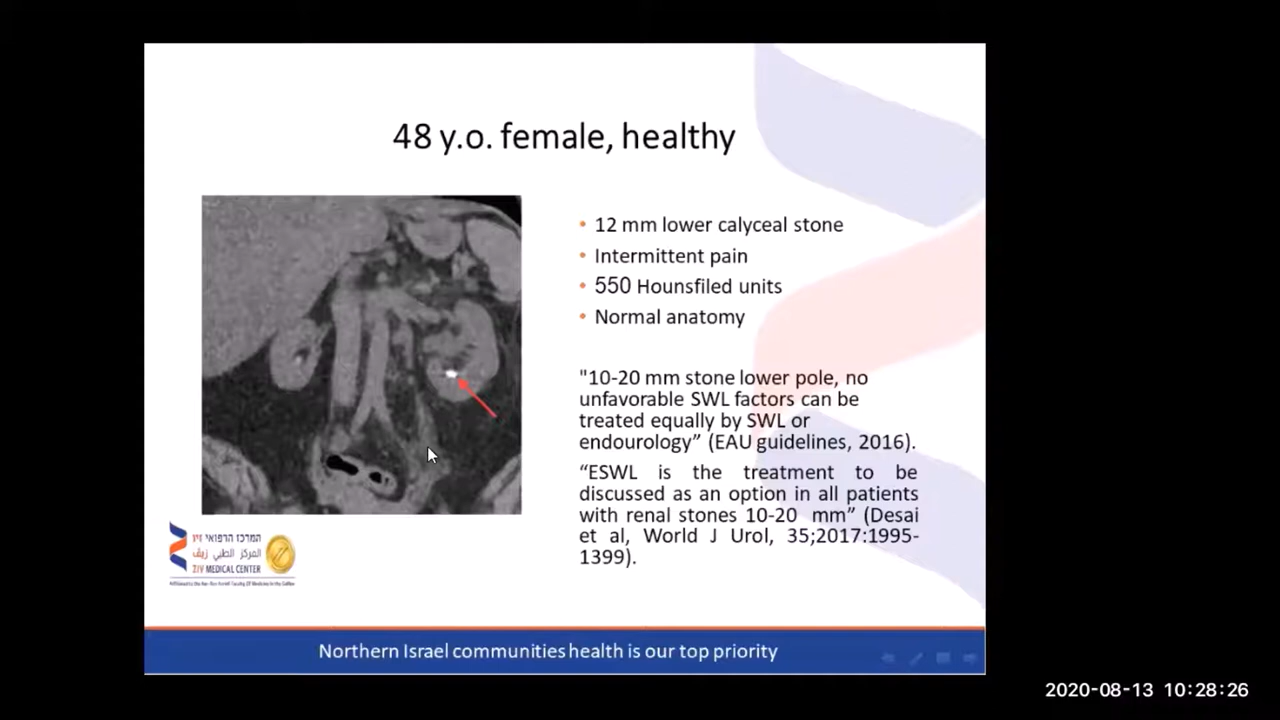 48 y.o. female, healthy
• 12 mm lower calyceal stone
• Intermittent pain
• 550 Hounsfiled units
• Normal anatomy
"10-20 mm stone lower pole, no
unfavorable SWL factors can be
treated equally by SWL or
endourology” (EAU guidelines, 2016).
“ESWL is the treatment to be
discussed as an option in all patients
with renal stones 10-20 mm” (Desai
et al, World J Urol, 35;2017:1995-
1399).
המרכז הרפואי זיו
المركز الطبي زيڤ
ZIV MEDICAL CENTER
Northern Israel communities health is our top priority
2020-08-13 10:28:26